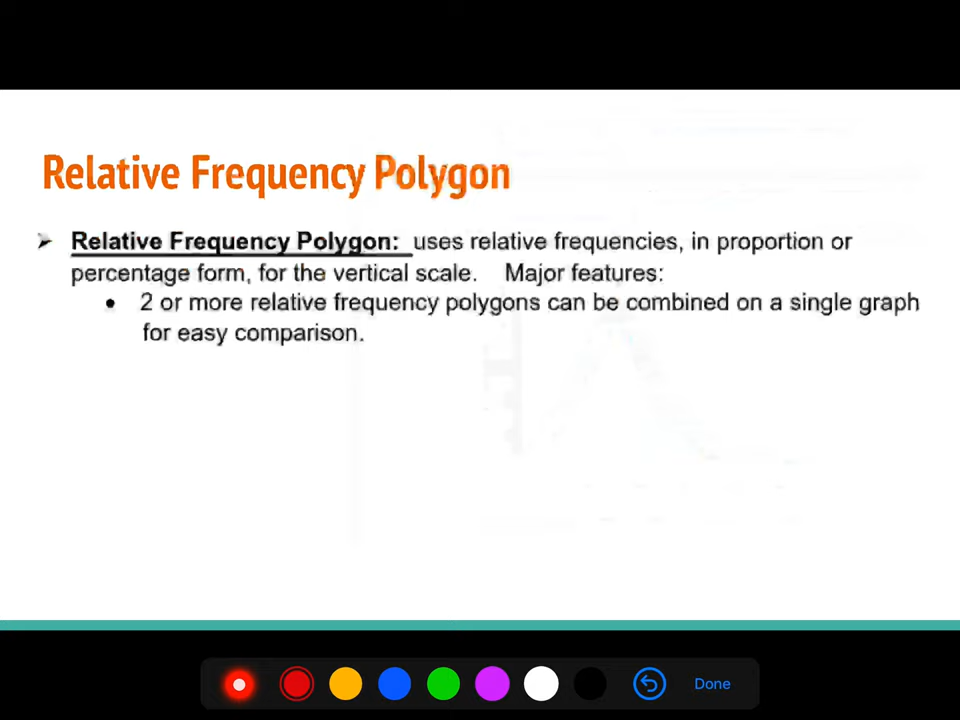 Relative Frequency Polygon
➢ Relative Frequency Polygon: uses relative frequencies, in proportion or
percentage form, for the vertical scale. Major features:
• 2 or more relative frequency polygons can be combined on a single graph
for easy comparison.
Done